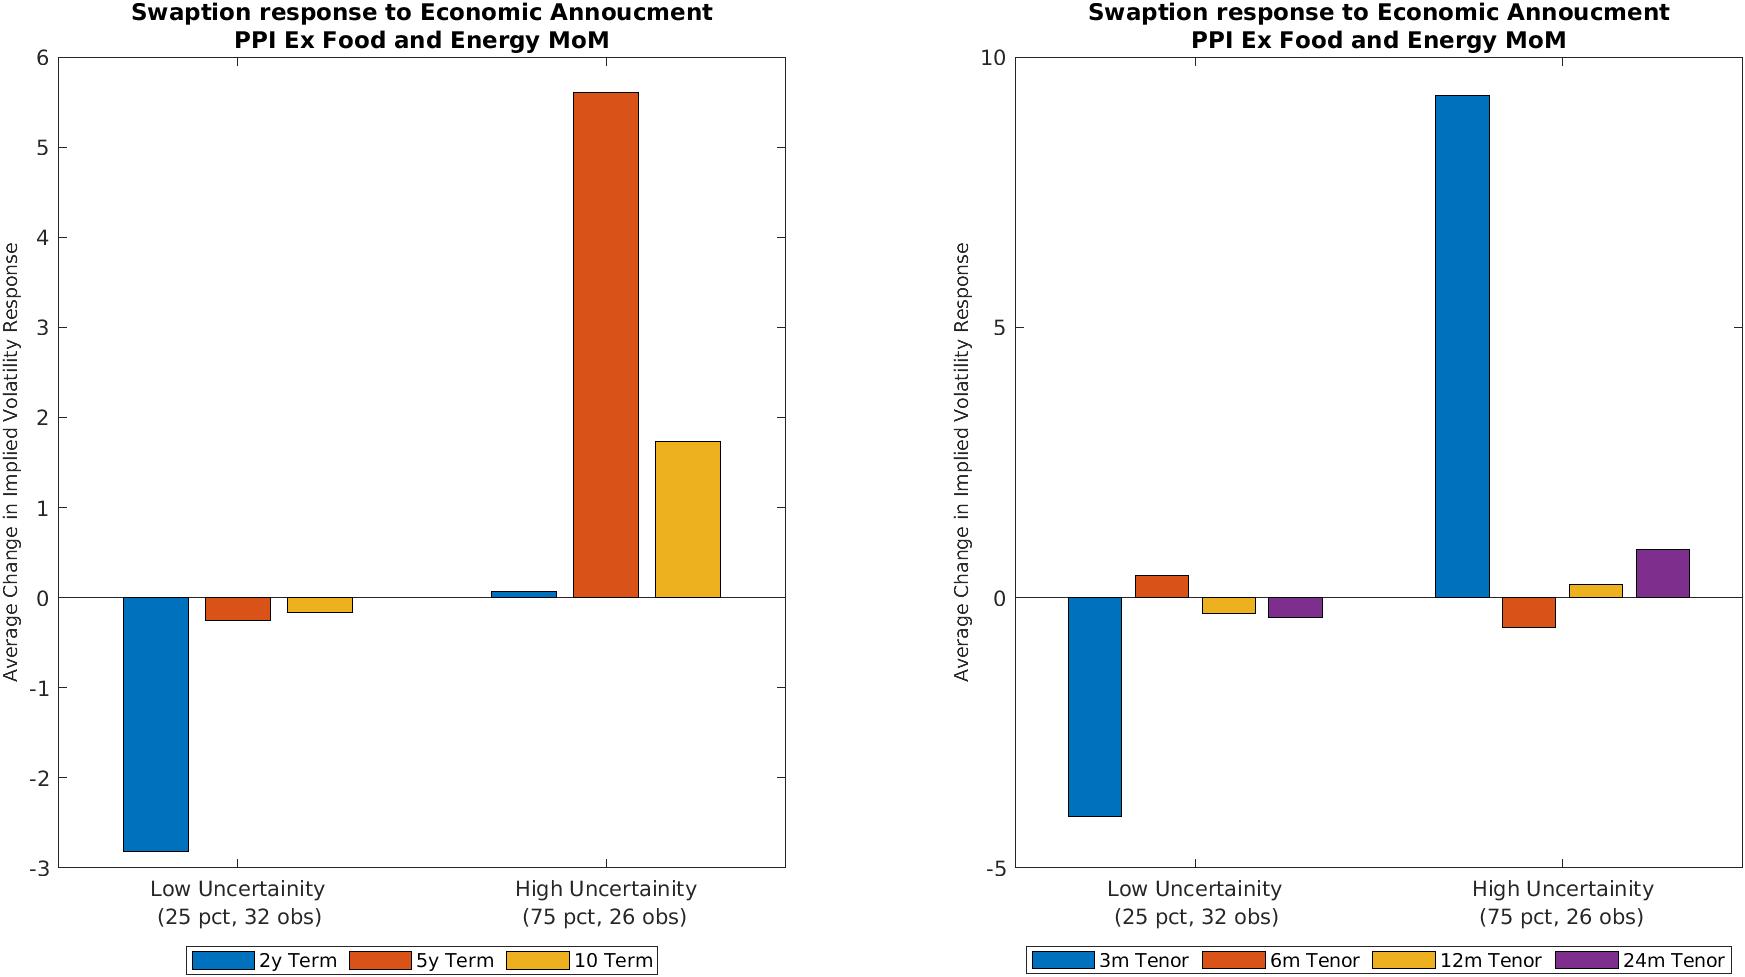 Swaption response to Economic Annoucment
PPI Ex Food and Energy MoM
6
5
4
3
2
1
0
-1
-2
-3
Average Change in Implied Volatility Response
Low Uncertainity
(25 pct, 32 obs)
High Uncertainity
(75 pct, 26 obs)
2y Term
5y Term
10 Term
Swaption response to Economic Annoucment
PPI Ex Food and Energy MoM
10
5
0
-5
Average Change in Implied Volatility Response
Low Uncertainity
(25 pct, 32 obs)
High Uncertainity
(75 pct, 26 obs)
3m Tenor
6m Tenor
12m Tenor
24m Tenor